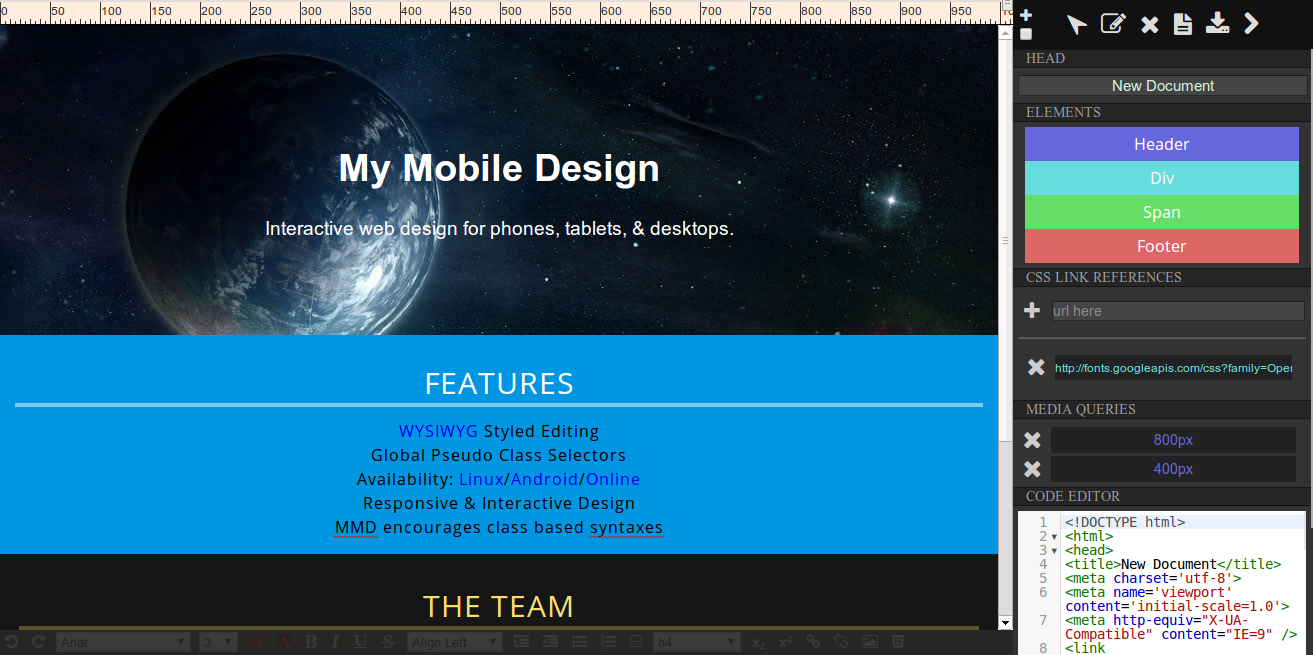 0 50 100 150 200 250 300 350 400 450 500 550 600 650 700 750 800 850 900 950
My Mobile Design
Interactive web design for phones, tablets, & desktops.
FEATURES
WYSIWYG Styled Editing
Global Pseudo Class Selectors
Availability: Linux/Android/Online
Responsive & Interactive Design
MMD encourages class based syntaxes
THE TEAM
Arial 3 A A B I U S Align Left h4 x₂ x²
HEAD
New Document
ELEMENTS
Header
Div
Span
Footer
CSS LINK REFERENCES
url here
http://fonts.googleapis.com/css?family=Oper
MEDIA QUERIES
800px
400px
CODE EDITOR
1 <!DOCTYPE html>
2 <html>
3 <head>
4 <title>New Document</title>
5 <meta charset='utf-8'>
6 <meta name='viewport'
content='initial-scale=1.0'>
7 <meta http-equiv="X-UA-
Compatible" content="IE=9" />
8 <link